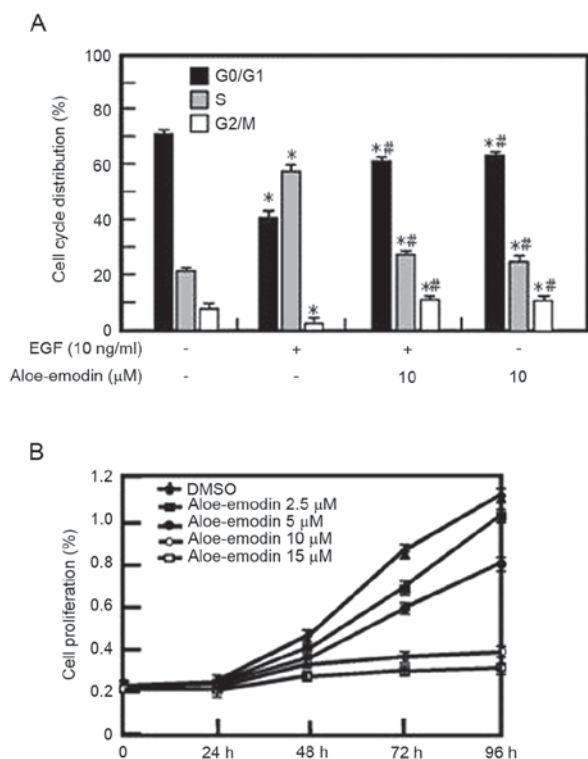 A
100
80
60
40
20
0
Cell cycle distribution (%)
G0/G1
S
G2/M
* * * *# *# *# *# *# *#
EGF (10 ng/ml) - + + -
Aloe-emodin (μM) - - 10 10
B
1.2
1.0
0.8
0.6
0.4
0.2
0
Cell proliferation (%)
DMSO
Aloe-emodin 2.5 μM
Aloe-emodin 5 μM
Aloe-emodin 10 μM
Aloe-emodin 15 μM
0 24 h 48 h 72 h 96 h